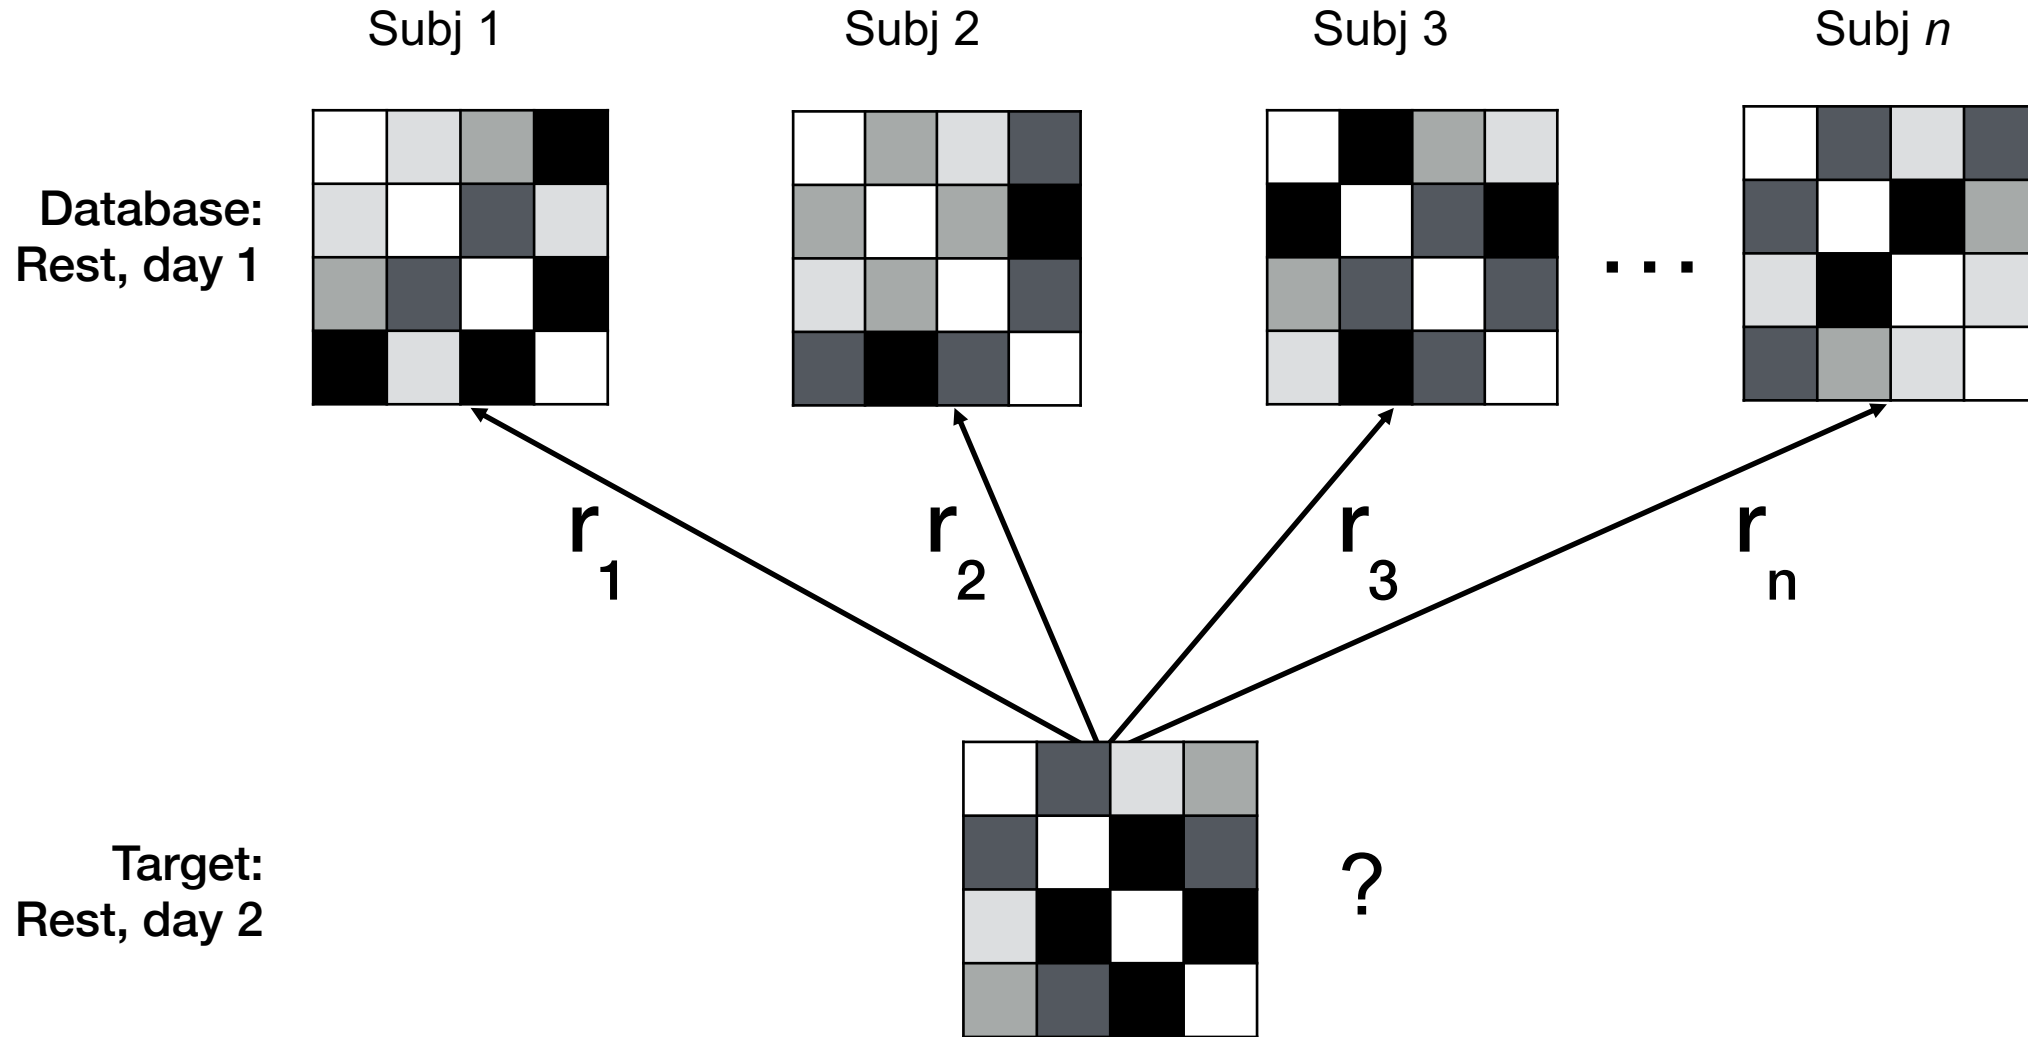 Subj 1
Subj 2
Subj 3
Subj n
Database:
Rest, day 1
...
r1
r2
r3
rn
Target:
Rest, day 2
?